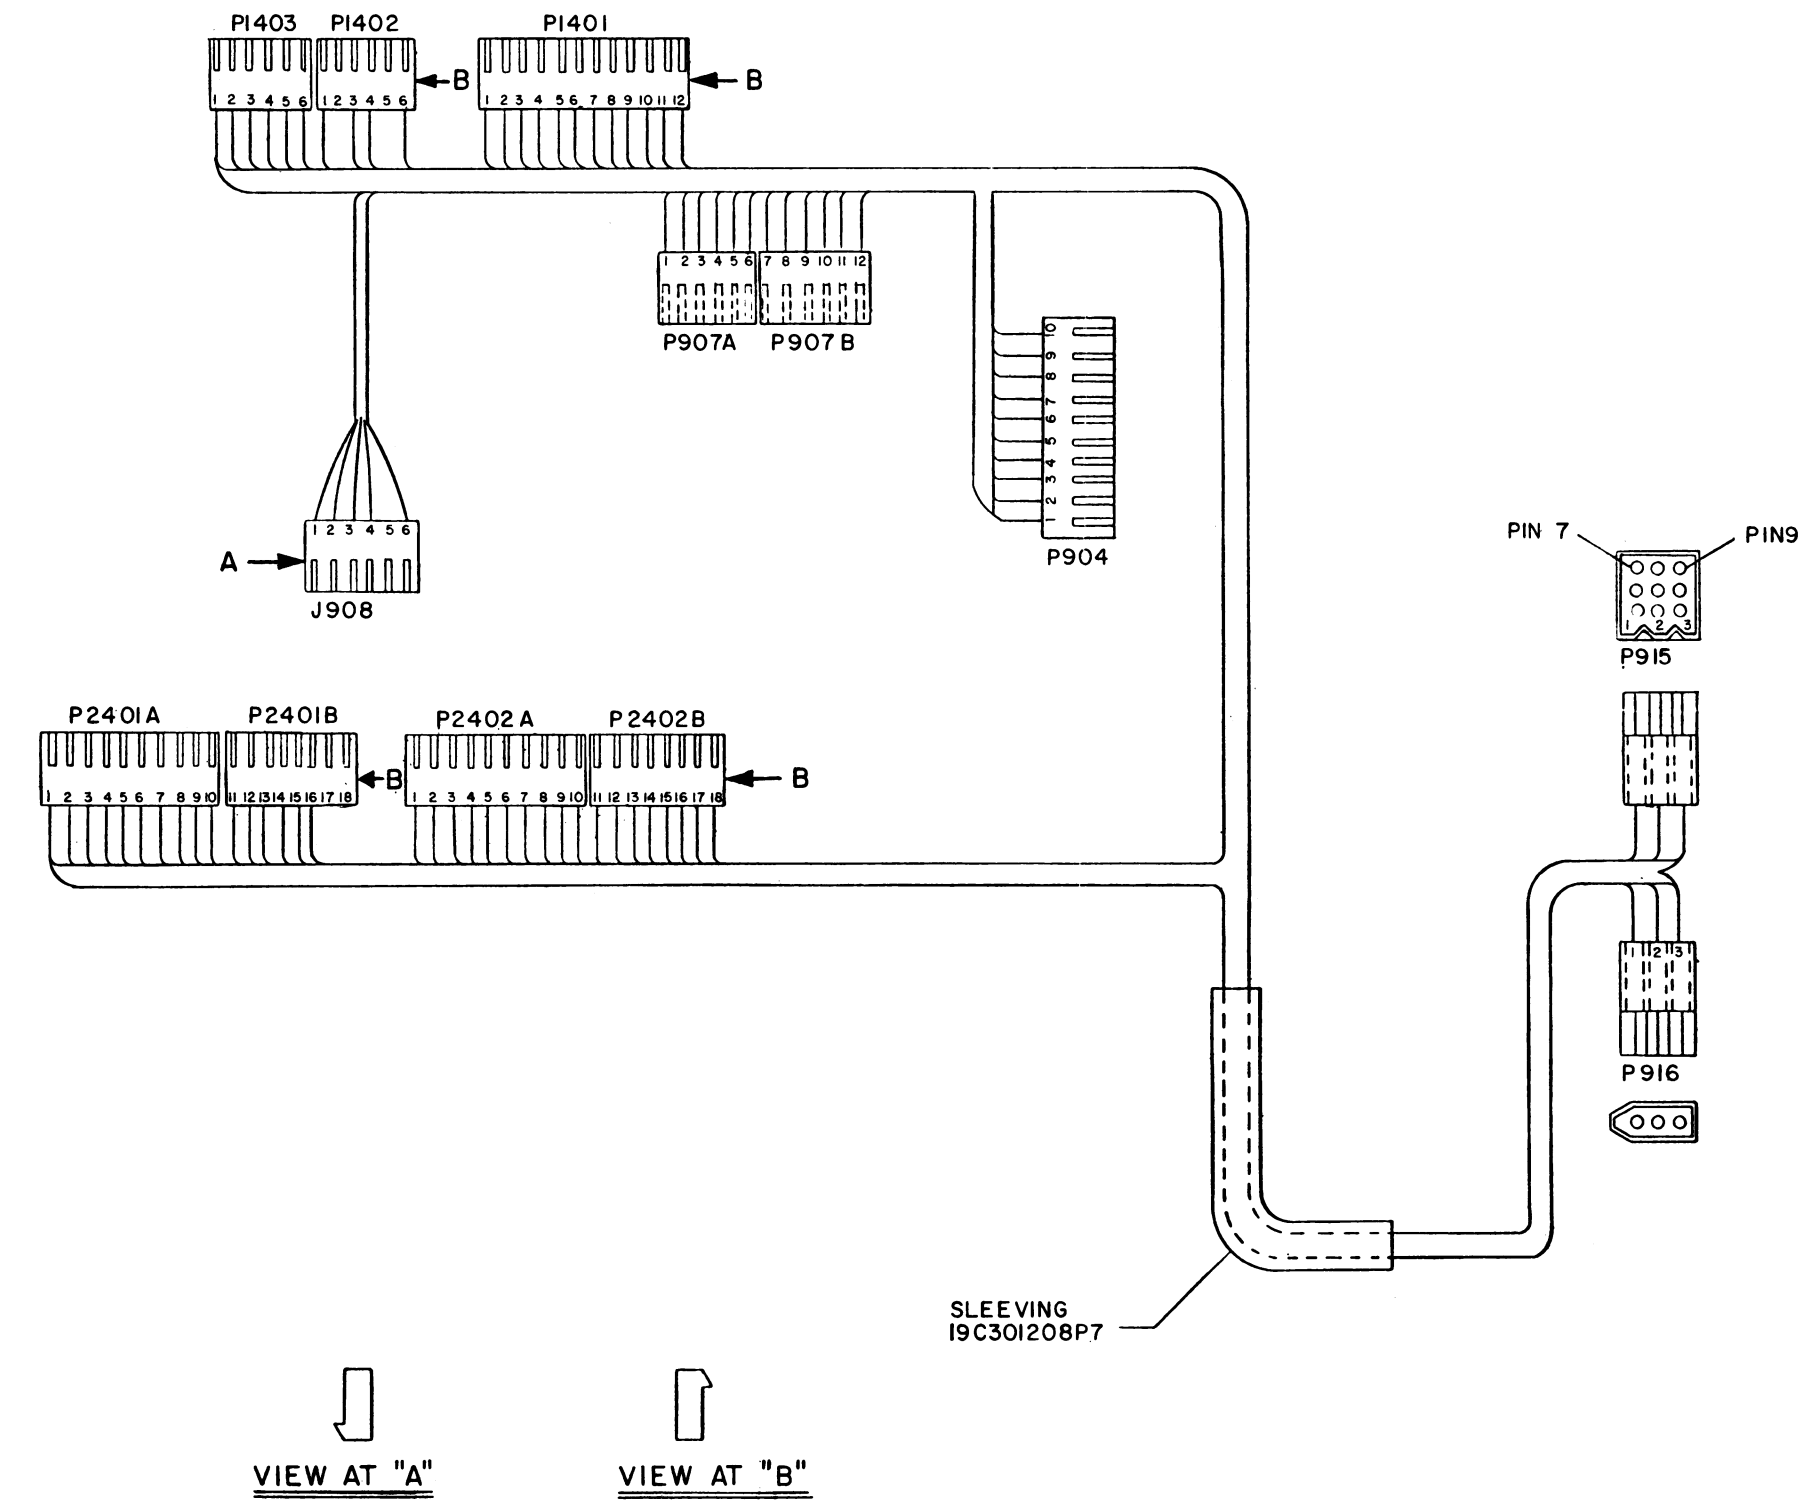 P1403 P1402 P1401
B B
1 2 3 4 5 6 1 2 3 4 5 6 1 2 3 4 5 6 7 8 9 10 11 12
1 2 3 4 5 6 7 8 9 10 11 12
P907A P907B
10
9
8
7
6
5
4
3
2
1
P904
1 2 3 4 5 6
A
J908
PIN 7 PIN9
1 2 3
P915
P2401A P2401B P2402A P2402B
B B
1 2 3 4 5 6 7 8 9 10 11 12 13 14 15 16 17 18 1 2 3 4 5 6 7 8 9 10 11 12 13 14 15 16 17 18
1 2 3
P916
SLEEVING
19C301208P7
VIEW AT "A" VIEW AT "B"